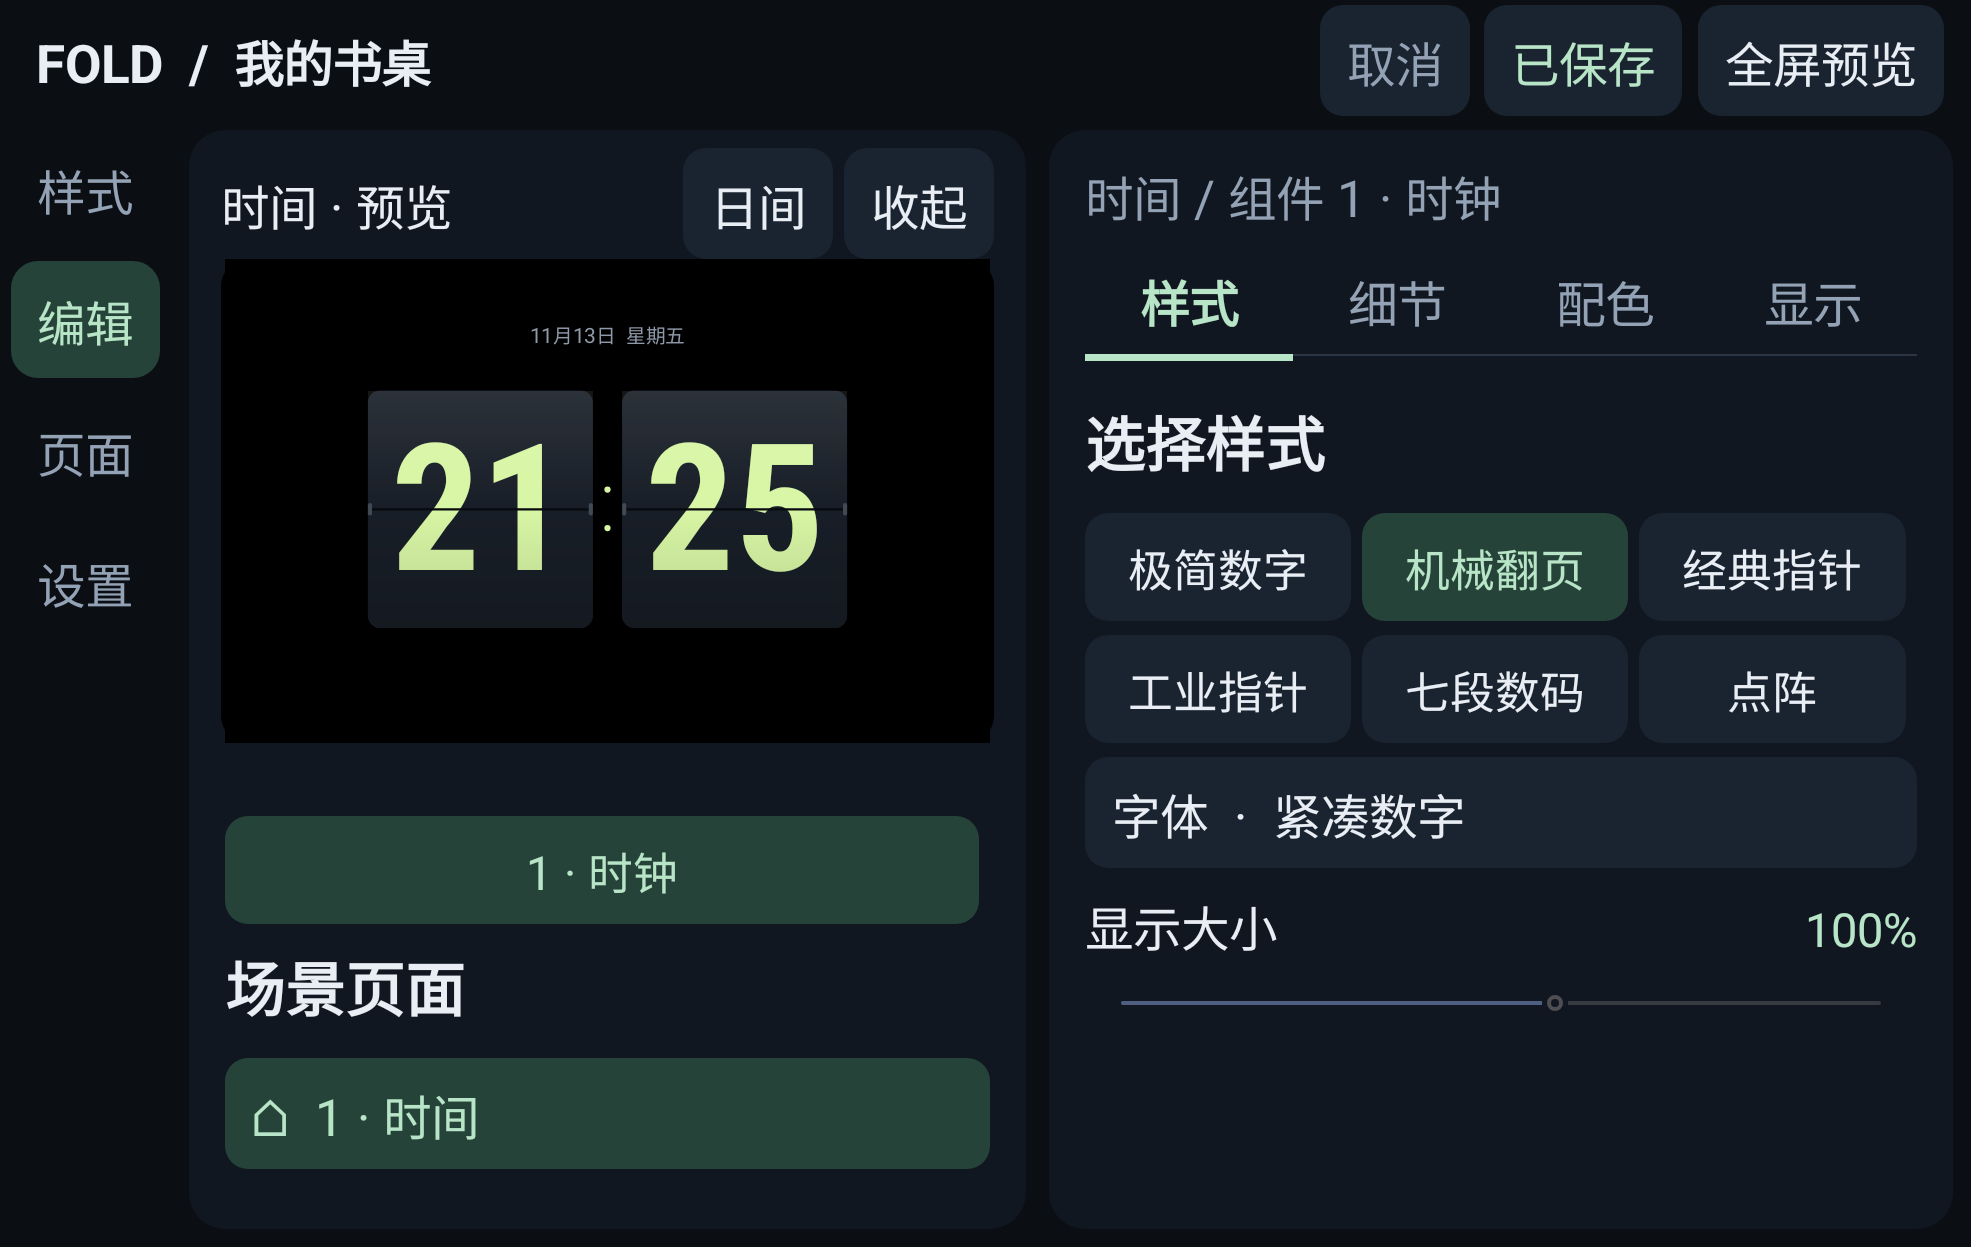 FOLD / 我的书桌
取消
已保存
全屏预览
样式
编辑
页面
设置
时间 · 预览
日间
收起
11月13日 星期五
21:25
1 · 时钟
场景页面
1 · 时间
时间 / 组件 1 · 时钟
样式
细节
配色
显示
选择样式
极简数字
机械翻页
经典指针
工业指针
七段数码
点阵
字体 · 紧凑数字
显示大小
100%